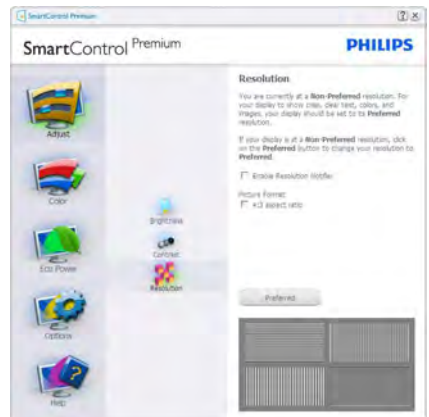 SmartControl Premium
SmartControl Premium
PHILIPS
Adjust
Color
Eco Power
Options
Help
Brightness
Contrast
Resolution
Resolution
You are currently at a Non-Preferred resolution. For
your display to show crisp, clear text, colors, and
images, your display should be set to its Preferred
resolution.
If your display is at a Non-Preferred resolution, click
on the Preferred button to change your resolution to
Preferred.
Enable Resolution Notifier
Picture Format
4:3 aspect ratio
Preferred